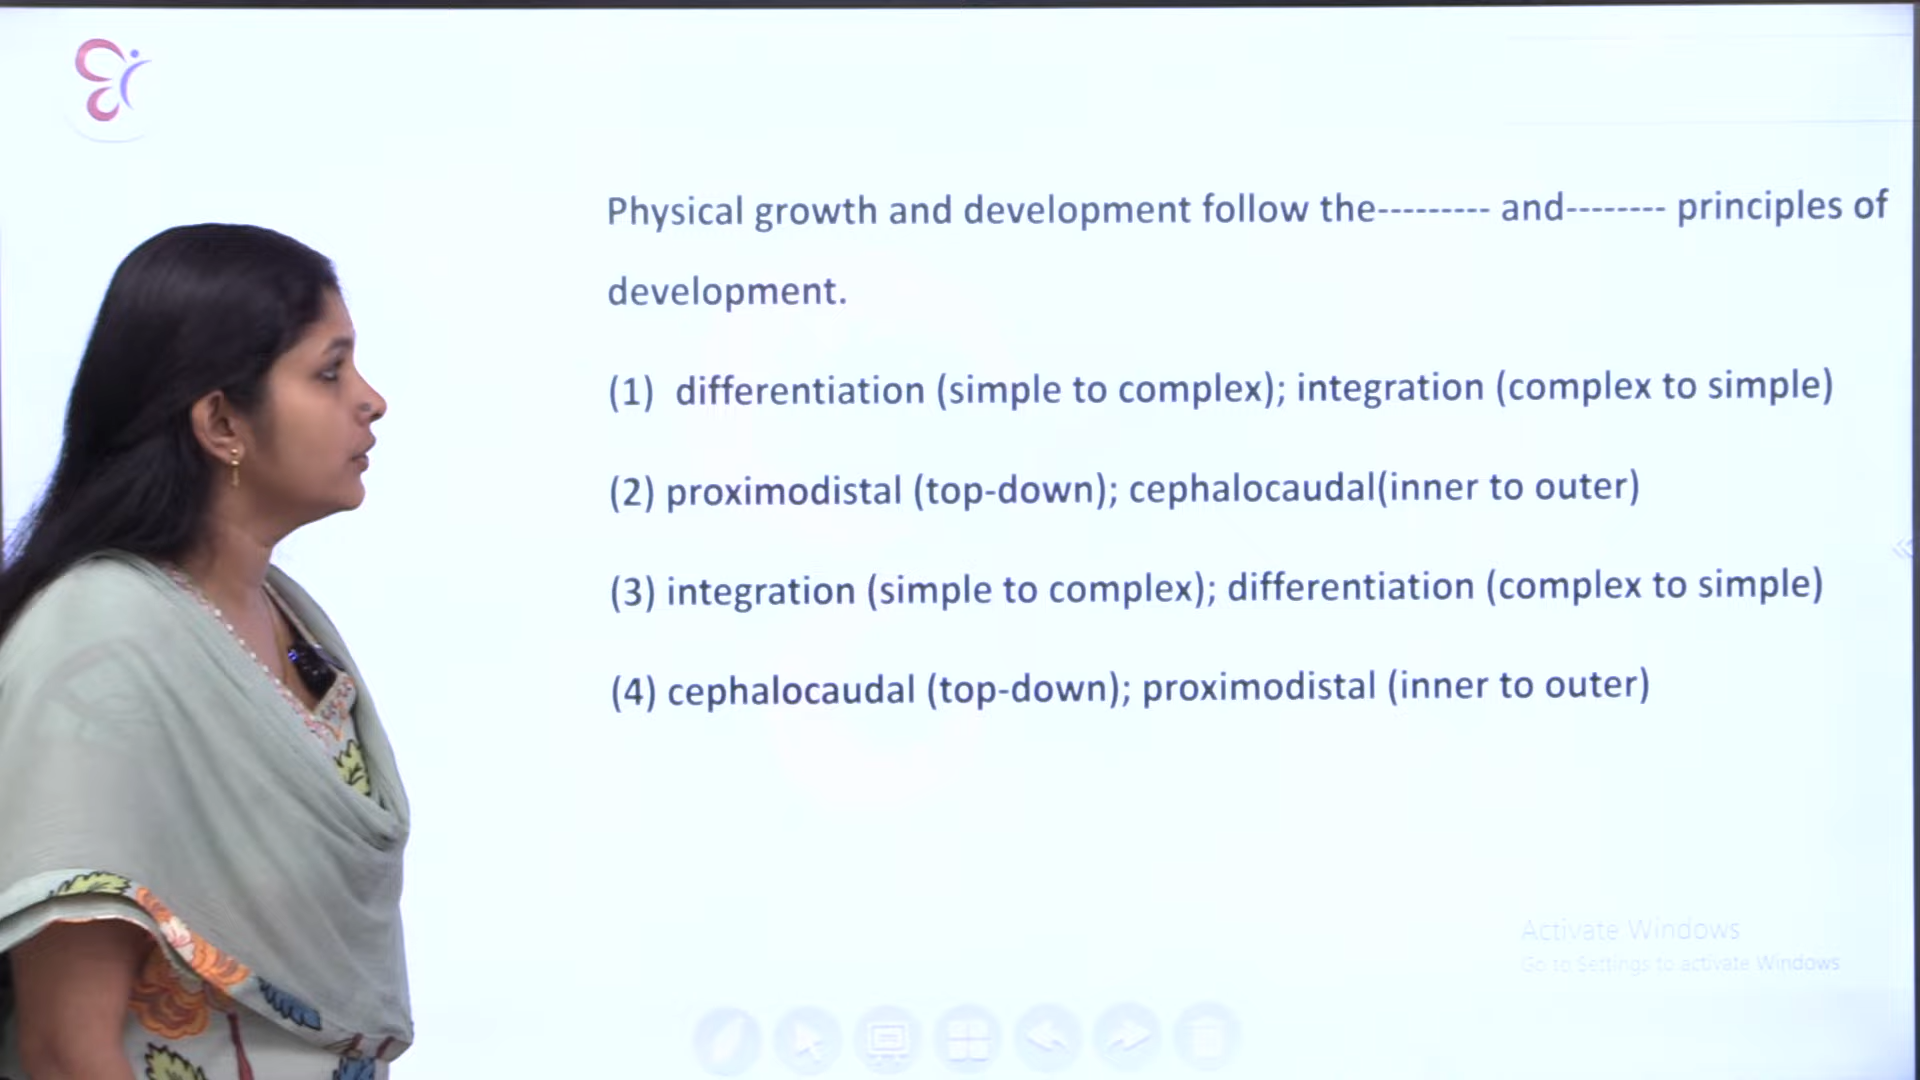 Physical growth and development follow the--------- and-------- principles of
development.
(1) differentiation (simple to complex); integration (complex to simple)
(2) proximodistal (top-down); cephalocaudal(inner to outer)
(3) integration (simple to complex); differentiation (complex to simple)
(4) cephalocaudal (top-down); proximodistal (inner to outer)
Activate Windows
Go to Settings to activate Windows